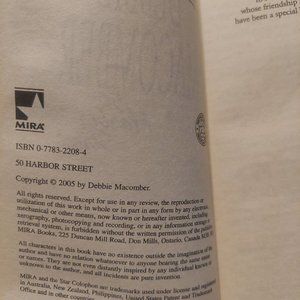 MIRA®
ISBN 0-7783-2208-4
50 HARBOR STREET
Copyright © 2005 by Debbie Macomber.
All rights reserved. Except for use in any review, the reproduction or
utilization of this work in whole or in part in any form by any electronic,
mechanical or other means, now known or hereafter invented, including
xerography, photocopying and recording, or in any information storage or
retrieval system, is forbidden without the written permission of the publisher,
MIRA Books, 225 Duncan Mill Road, Don Mills, Ontario, Canada
All characters in this book have no existence outside the imagination of the
author and have no relation whatsoever to anyone bearing the same name
or names. They are not even distantly inspired by any individual known or
unknown to the author, and all incidents are pure invention.
MIRA and the Star Colophon are trademarks used under license and registered
in Australia, New Zealand, Philippines, United States Patent and Trademark
Office and in other countries.
whose friendship
have been a special